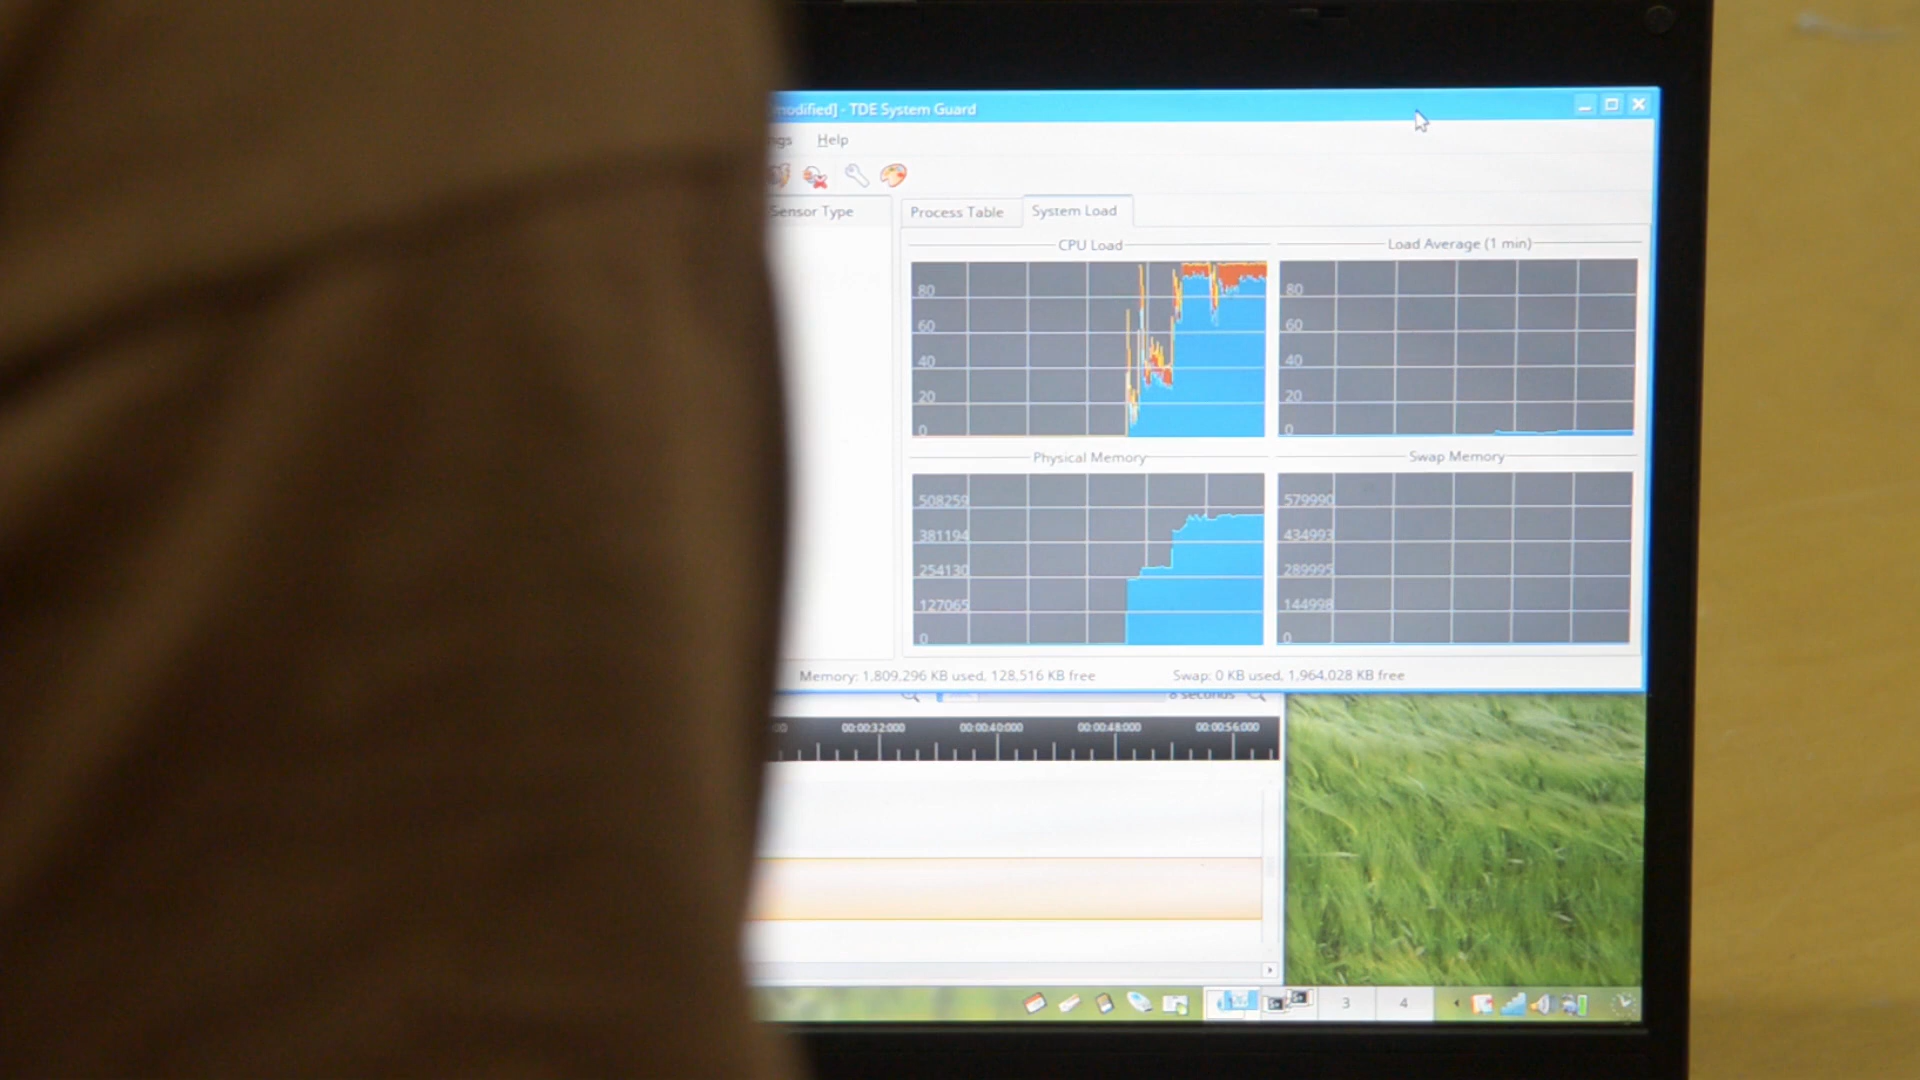 modified] - TDE System Guard
ngs Help
Sensor Type
Process Table System Load
CPU Load
80
60
40
20
0
Load Average (1 min)
80
60
40
20
0
Physical Memory
508259
381194
254130
127065
0
Swap Memory
579990
434993
289995
144998
0
Memory: 1,809,296 KB used, 128,516 KB free Swap: 0 KB used, 1,964,028 KB free
8 seconds
00:00:32:000 00:00:40:000 00:00:48:000 00:00:56:000
3 4